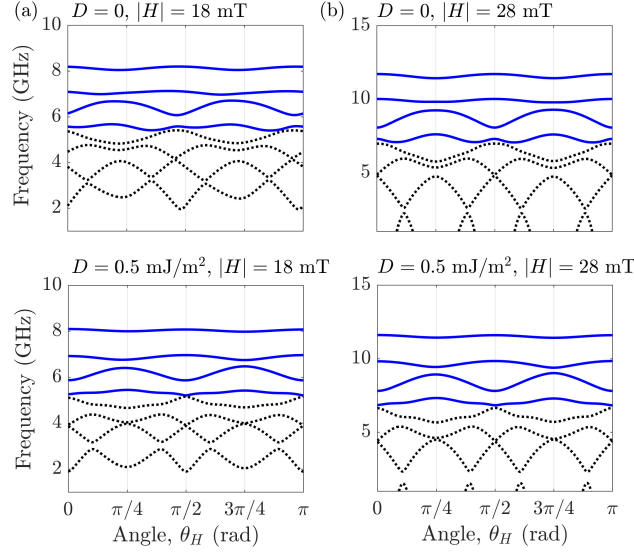 (a) D = 0, |H| = 18 mT
10
8
6
4
2
Frequency (GHz)
(b) D = 0, |H| = 28 mT
15
10
5
D = 0.5 mJ/m², |H| = 18 mT
10
8
6
4
2
Frequency (GHz)
0 π/4 π/2 3π/4 π
Angle, θ_H (rad)
D = 0.5 mJ/m², |H| = 28 mT
15
10
5
0 π/4 π/2 3π/4 π
Angle, θ_H (rad)